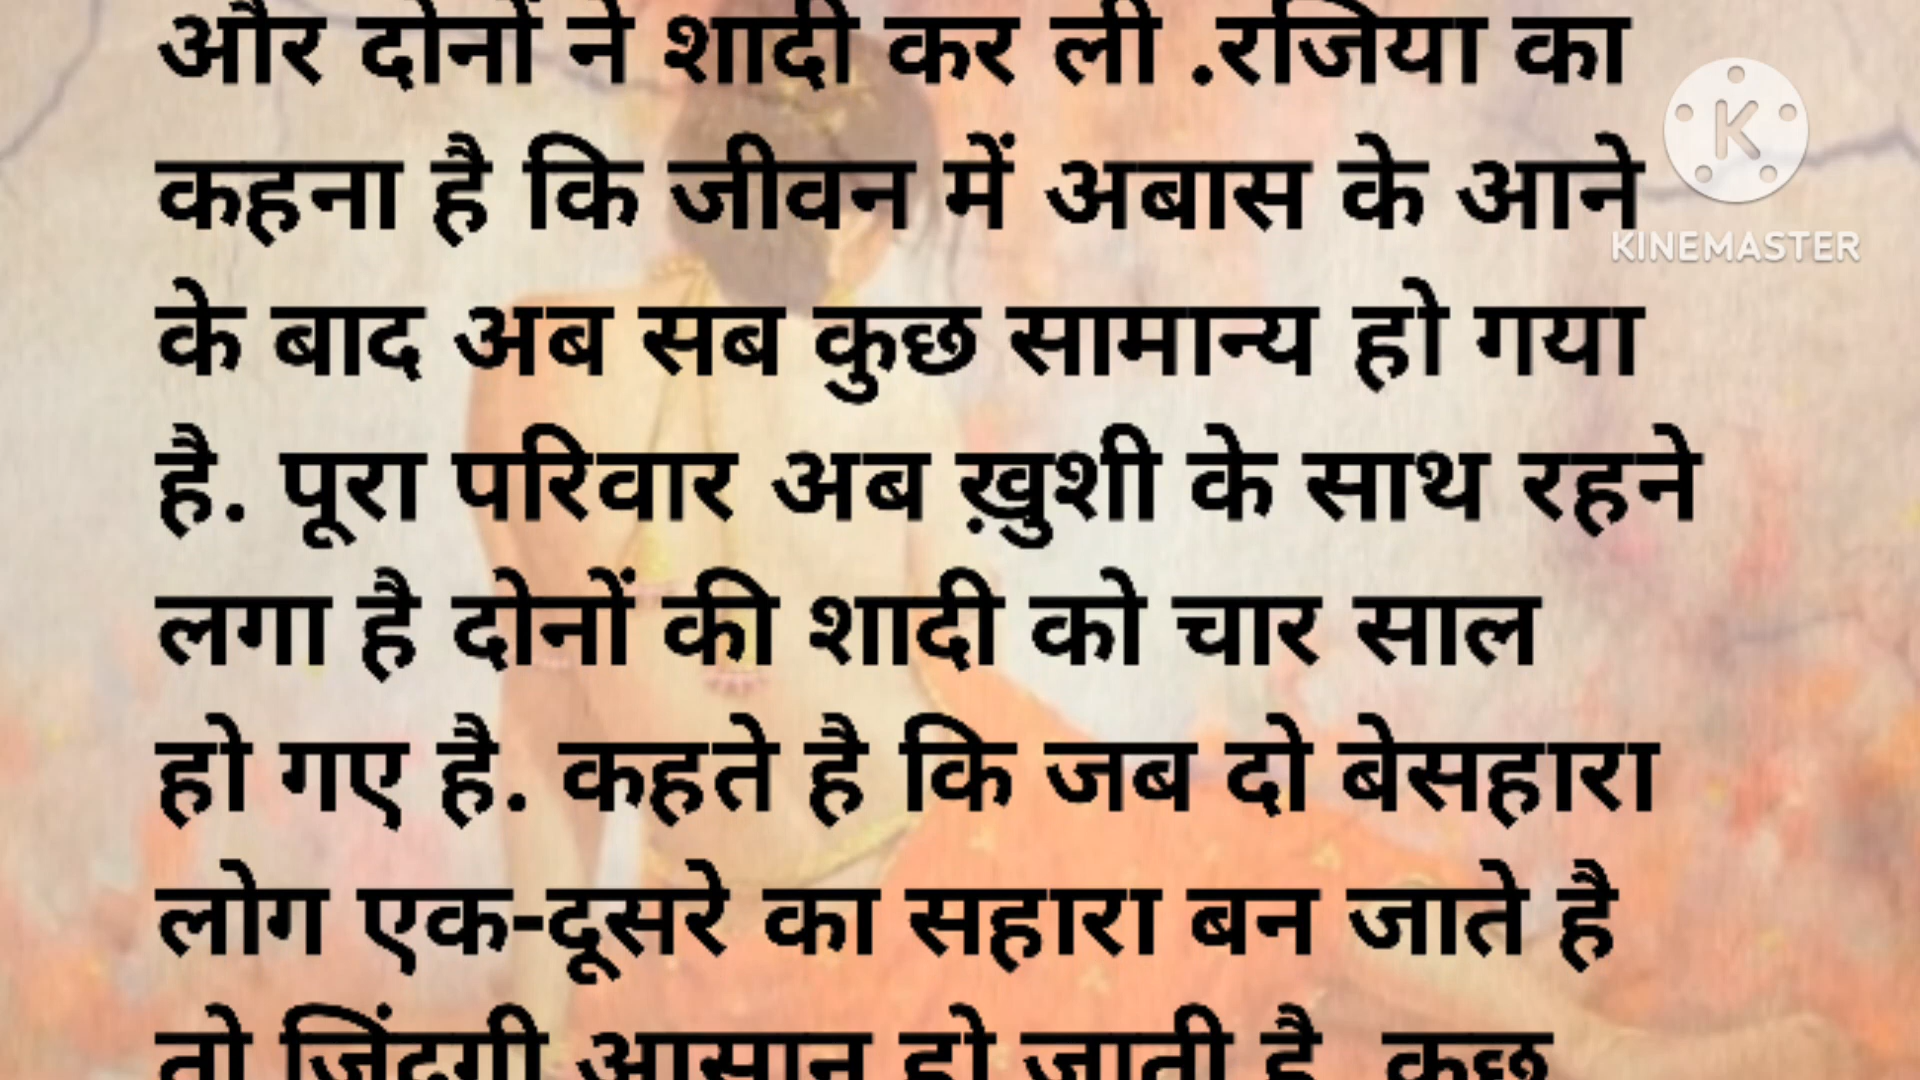 और दोनों ने शादी कर ली .रजिया का
कहना है कि जीवन में अबास के आने
KINEMASTER
के बाद अब सब कुछ सामान्य हो गया
है. पूरा परिवार अब ख़ुशी के साथ रहने
लगा है दोनों की शादी को चार साल
हो गए है. कहते है कि जब दो बेसहारा
लोग एक-दूसरे का सहारा बन जाते है
तो जिंदगी आसान हो जाती है. कुछ